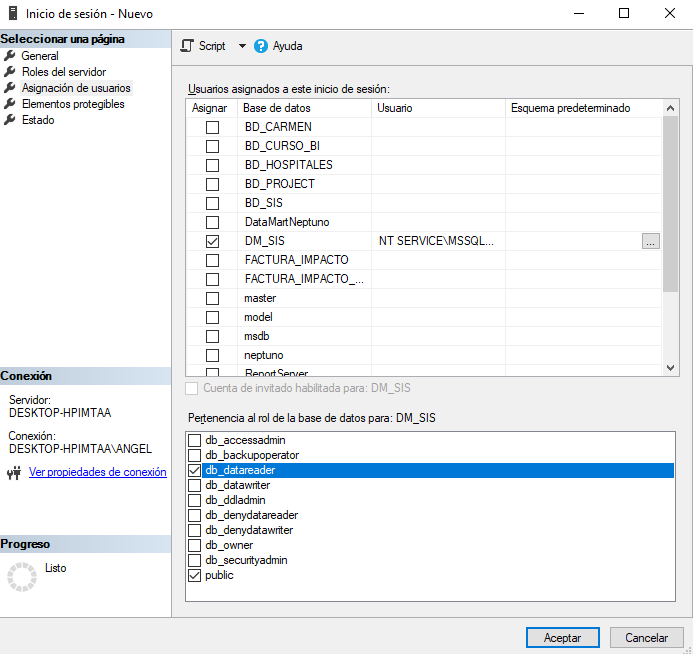 Inicio de sesión - Nuevo
Seleccionar una página
General
Roles del servidor
Asignación de usuarios
Elementos protegibles
Estado
Script
Ayuda
Usuarios asignados a este inicio de sesión:
Asignar Base de datos Usuario Esquema predeterminado
BD_CARMEN
BD_CURSO_BI
BD_HOSPITALES
BD_PROJECT
BD_SIS
DataMartNeptuno
DM_SIS NT SERVICE\MSSQL... ...
FACTURA_IMPACTO
FACTURA_IMPACTO_...
master
model
msdb
neptuno
ReportServer
Cuenta de invitado habilitada para: DM_SIS
Pertenencia al rol de la base de datos para: DM_SIS
db_accessadmin
db_backupoperator
db_datareader
db_datawriter
db_ddladmin
db_denydatareader
db_denydatawriter
db_owner
db_securityadmin
public
Conexión
Servidor:
DESKTOP-HPIMTAA
Conexión:
DESKTOP-HPIMTAA\ANGEL
Ver propiedades de conexión
Progreso
Listo
Aceptar
Cancelar